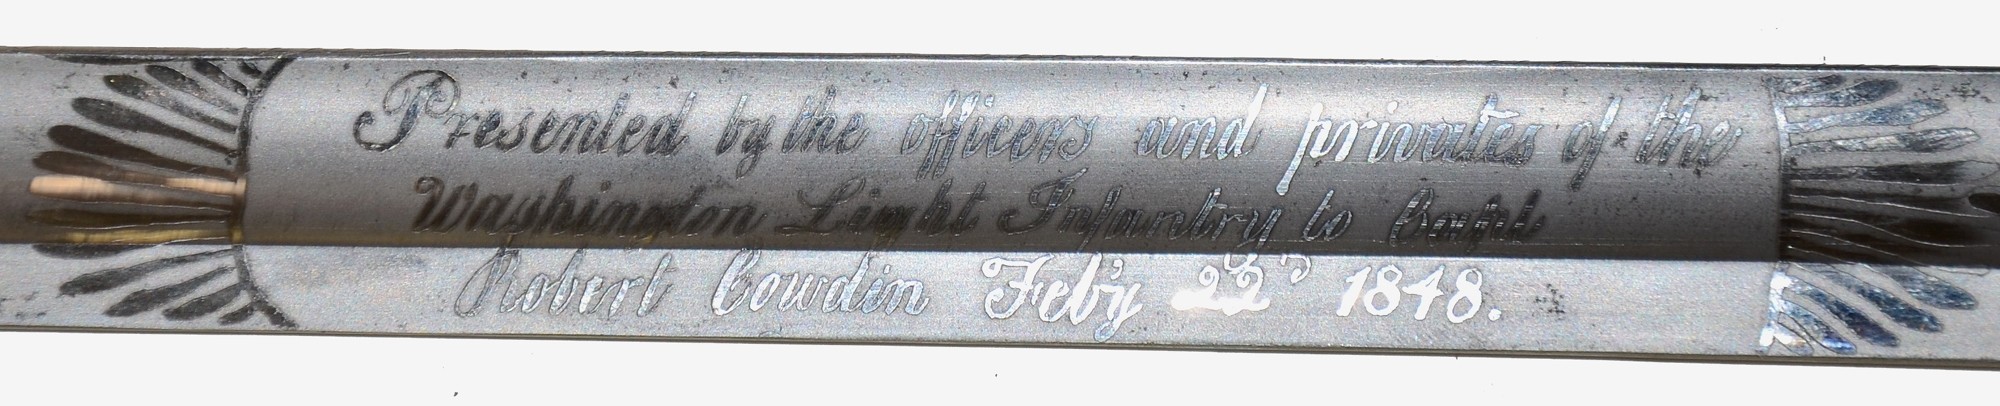 Presented by the officers and privates of the
Washington Light Infantry to Capt
Robert Cowdin Feb'y 22ᵈ 1848.